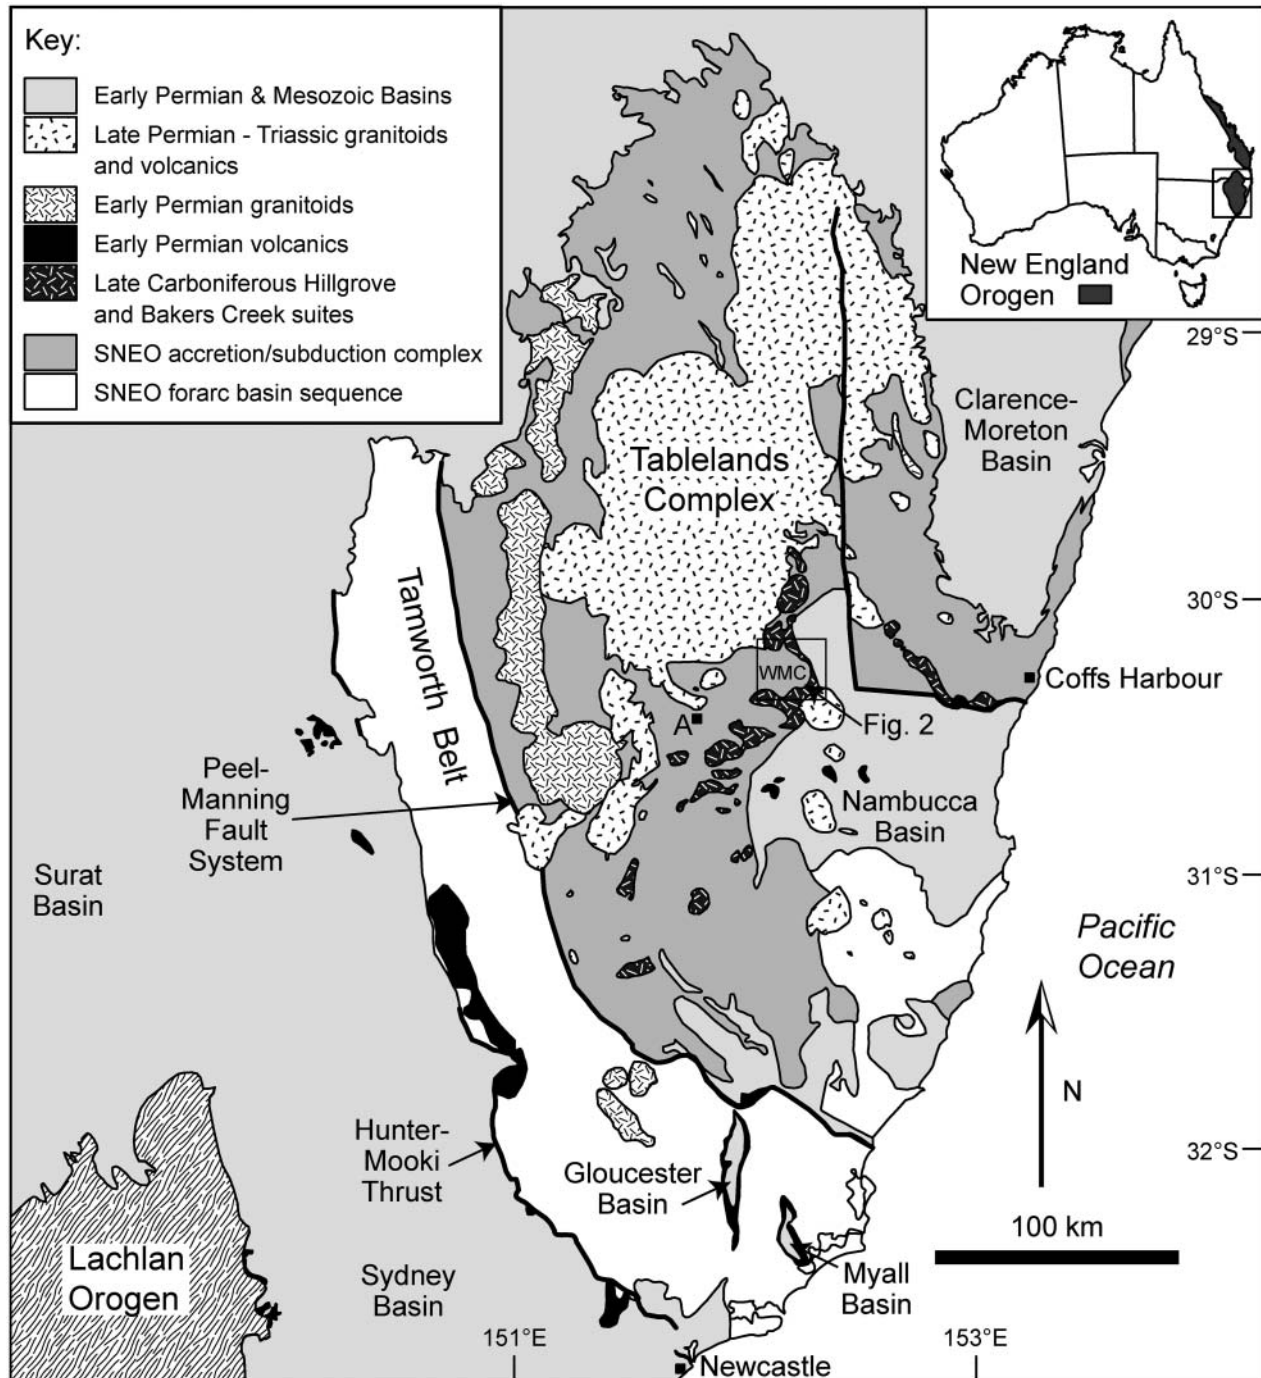 Key:
Early Permian & Mesozoic Basins
Late Permian - Triassic granitoids
and volcanics
Early Permian granitoids
Early Permian volcanics
Late Carboniferous Hillgrove
and Bakers Creek suites
SNEO accretion/subduction complex
SNEO forarc basin sequence
New England
Orogen
29°S
Clarence-
Moreton
Basin
Tablelands
Complex
30°S
Tamworth Belt
WMC
Coffs Harbour
A
Fig. 2
Peel-
Manning
Fault
System
Nambucca
Basin
Surat
Basin
31°S
Pacific
Ocean
N
Hunter-
Mooki
Thrust
32°S
Gloucester
Basin
100 km
Lachlan
Orogen
Sydney
Basin
Myall
Basin
151°E
153°E
Newcastle